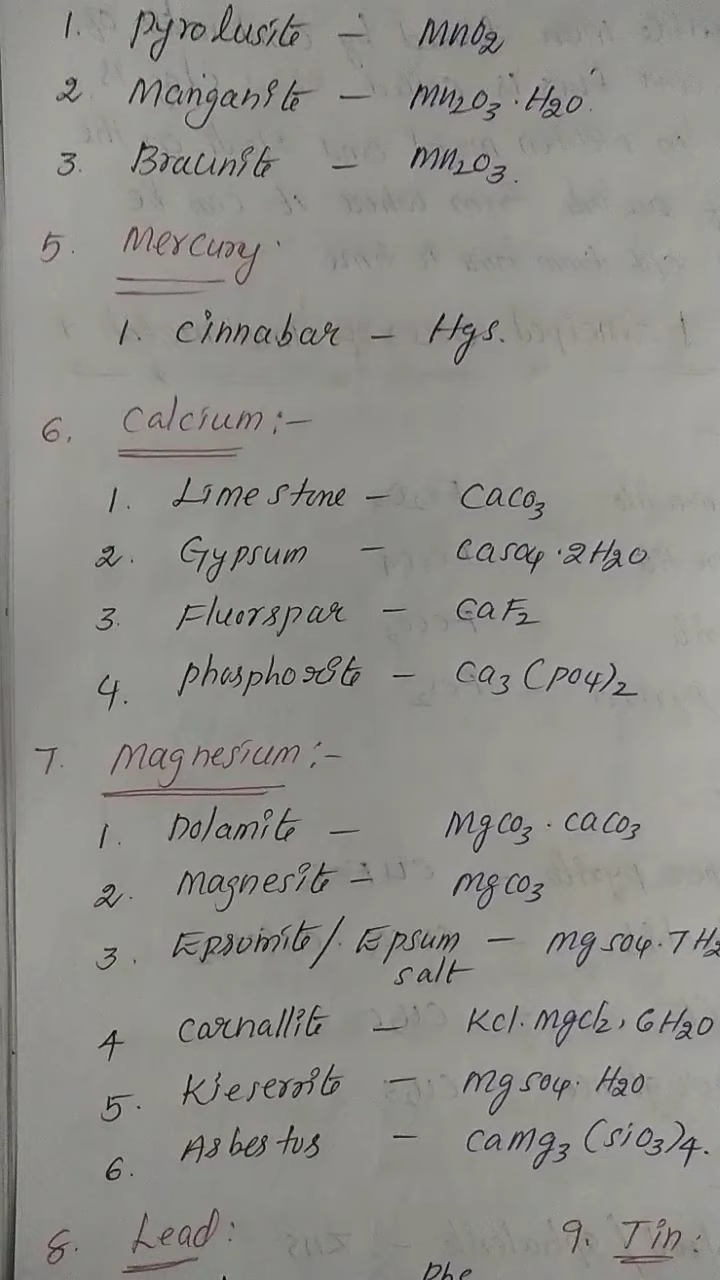 1. Pyrolusite – MnO2
2 Manganite – Mn2O3·H2O
3. Braunite – Mn2O3.
5. Mercury
1. Cinnabar – Hgs.
6. Calcium :-
1. Limestone – CaCO3
2. Gypsum – CaSO4·2H2O
3. Fluorspar – CaF2
4. phosphorite – Ca3(PO4)2
7. Magnesium :-
1. Dolamite – MgCO3·CaCO3
2. Magnesite – MgCO3
3. Epsomite/ Epsum – MgSO4·7H2
salt
4 Carnallite – KCl·MgCl2, 6H2O
5. Kieserite – MgSO4·H2O
6. Asbestos – CaMg3(SiO3)4.
8. Lead: 9. Tin: